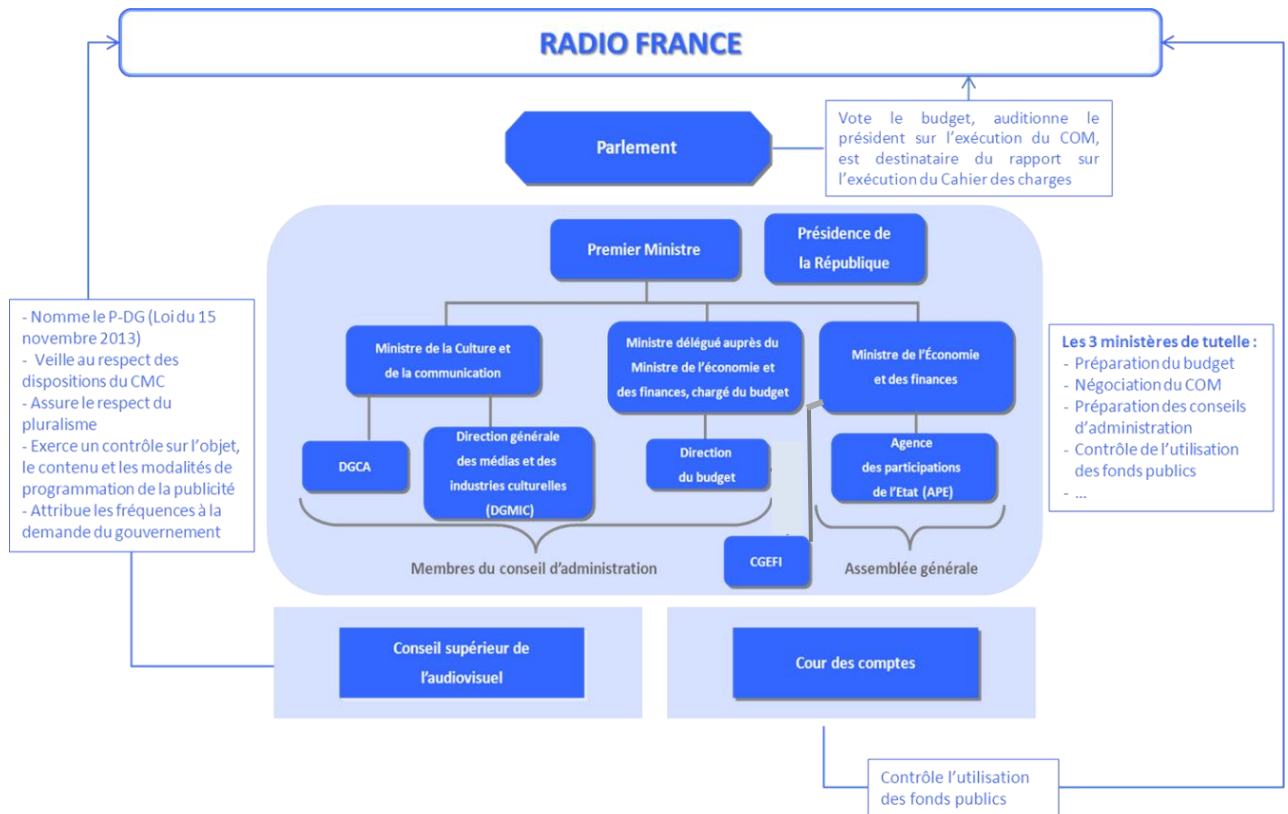 RADIO FRANCE
Parlement
Vote le budget, auditionne le
président sur l'exécution du COM,
est destinataire du rapport sur
l'exécution du Cahier des charges
Premier Ministre
Présidence de
la République
- Nomme le P-DG (Loi du 15
novembre 2013)
- Veille au respect des
dispositions du CMC
- Assure le respect du
pluralisme
- Exerce un contrôle sur l'objet,
le contenu et les modalités de
programmation de la publicité
- Attribue les fréquences à la
demande du gouvernement
Ministre de la Culture et
de la communication
Ministre délégué auprès du
Ministre de l'économie et
des finances, chargé du budget
Ministre de l'Économie
et des finances
Les 3 ministères de tutelle :
- Préparation du budget
- Négociation du COM
- Préparation des conseils
d'administration
- Contrôle de l'utilisation
des fonds publics
- ...
DGCA
Direction générale
des médias et des
industries culturelles
(DGMIC)
Direction
du budget
Agence
des participations
de l'Etat (APE)
Membres du conseil d'administration
CGEFI
Assemblée générale
Conseil supérieur de
l'audiovisuel
Cour des comptes
Contrôle l'utilisation
des fonds publics